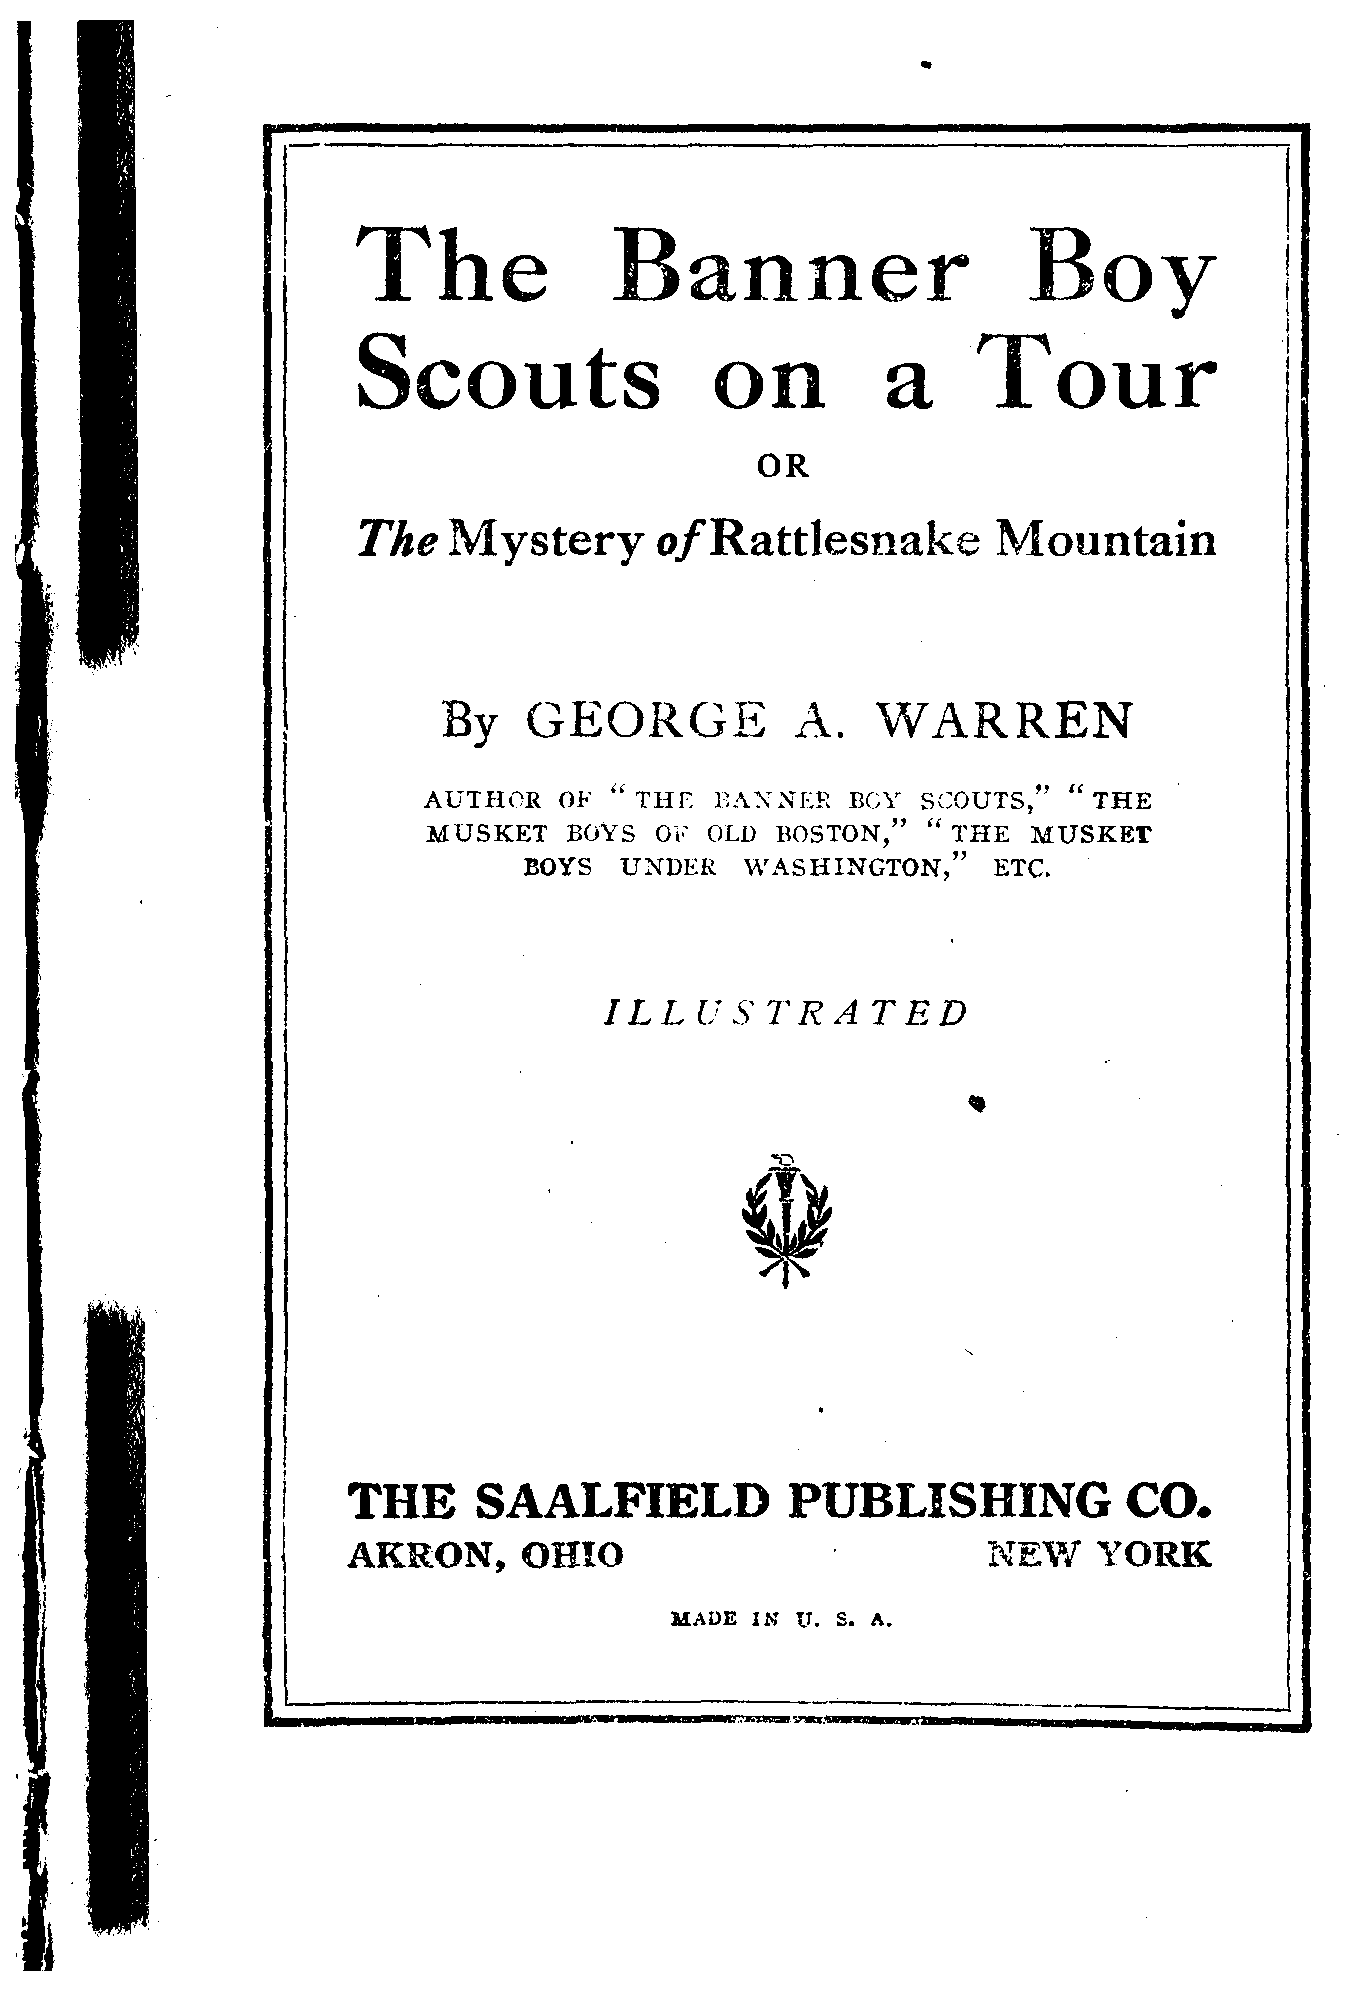 The Banner Boy
Scouts on a Tour
OR
The Mystery of Rattlesnake Mountain
By GEORGE A. WARREN
AUTHOR OF “THE BANNER BOY SCOUTS,” “THE
MUSKET BOYS OF OLD BOSTON,” “THE MUSKET
BOYS UNDER WASHINGTON,” ETC.
ILLUSTRATED
THE SAALFIELD PUBLISHING CO.
AKRON, OHIO NEW YORK
MADE IN U. S. A.